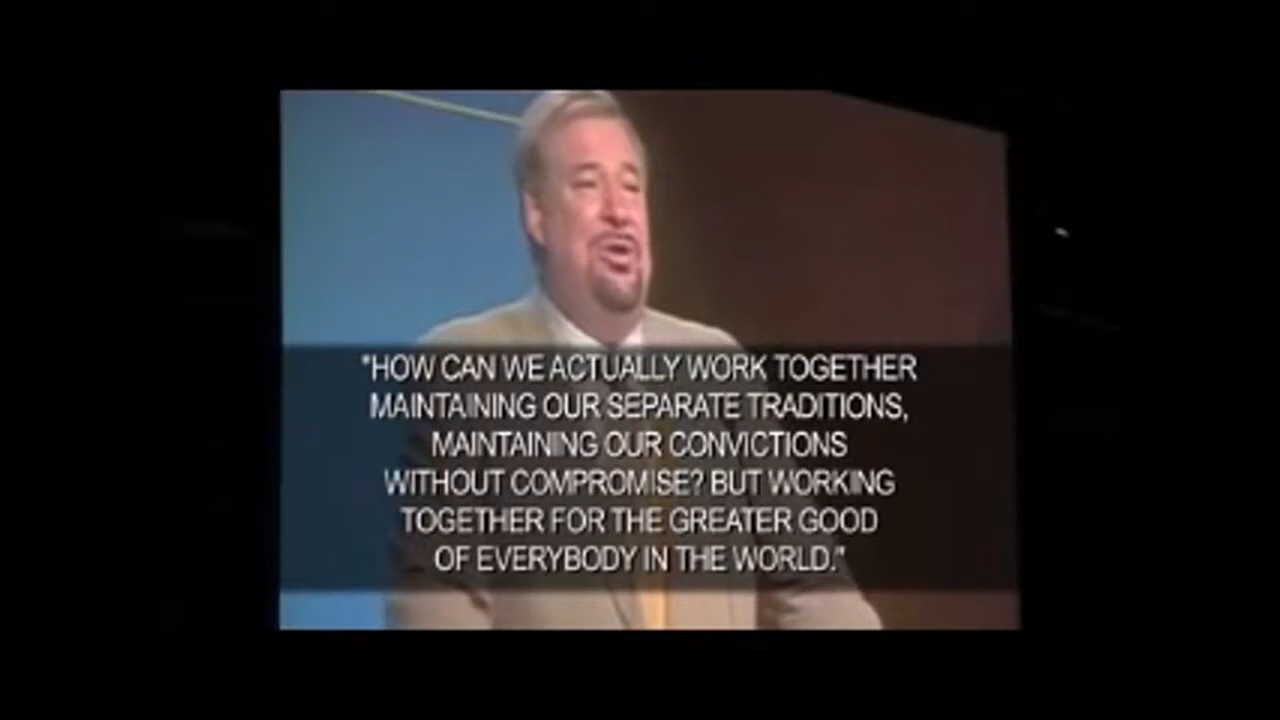 "HOW CAN WE ACTUALLY WORK TOGETHER
MAINTAINING OUR SEPARATE TRADITIONS,
MAINTAINING OUR CONVICTIONS
WITHOUT COMPROMISE? BUT WORKING
TOGETHER FOR THE GREATER GOOD
OF EVERYBODY IN THE WORLD."